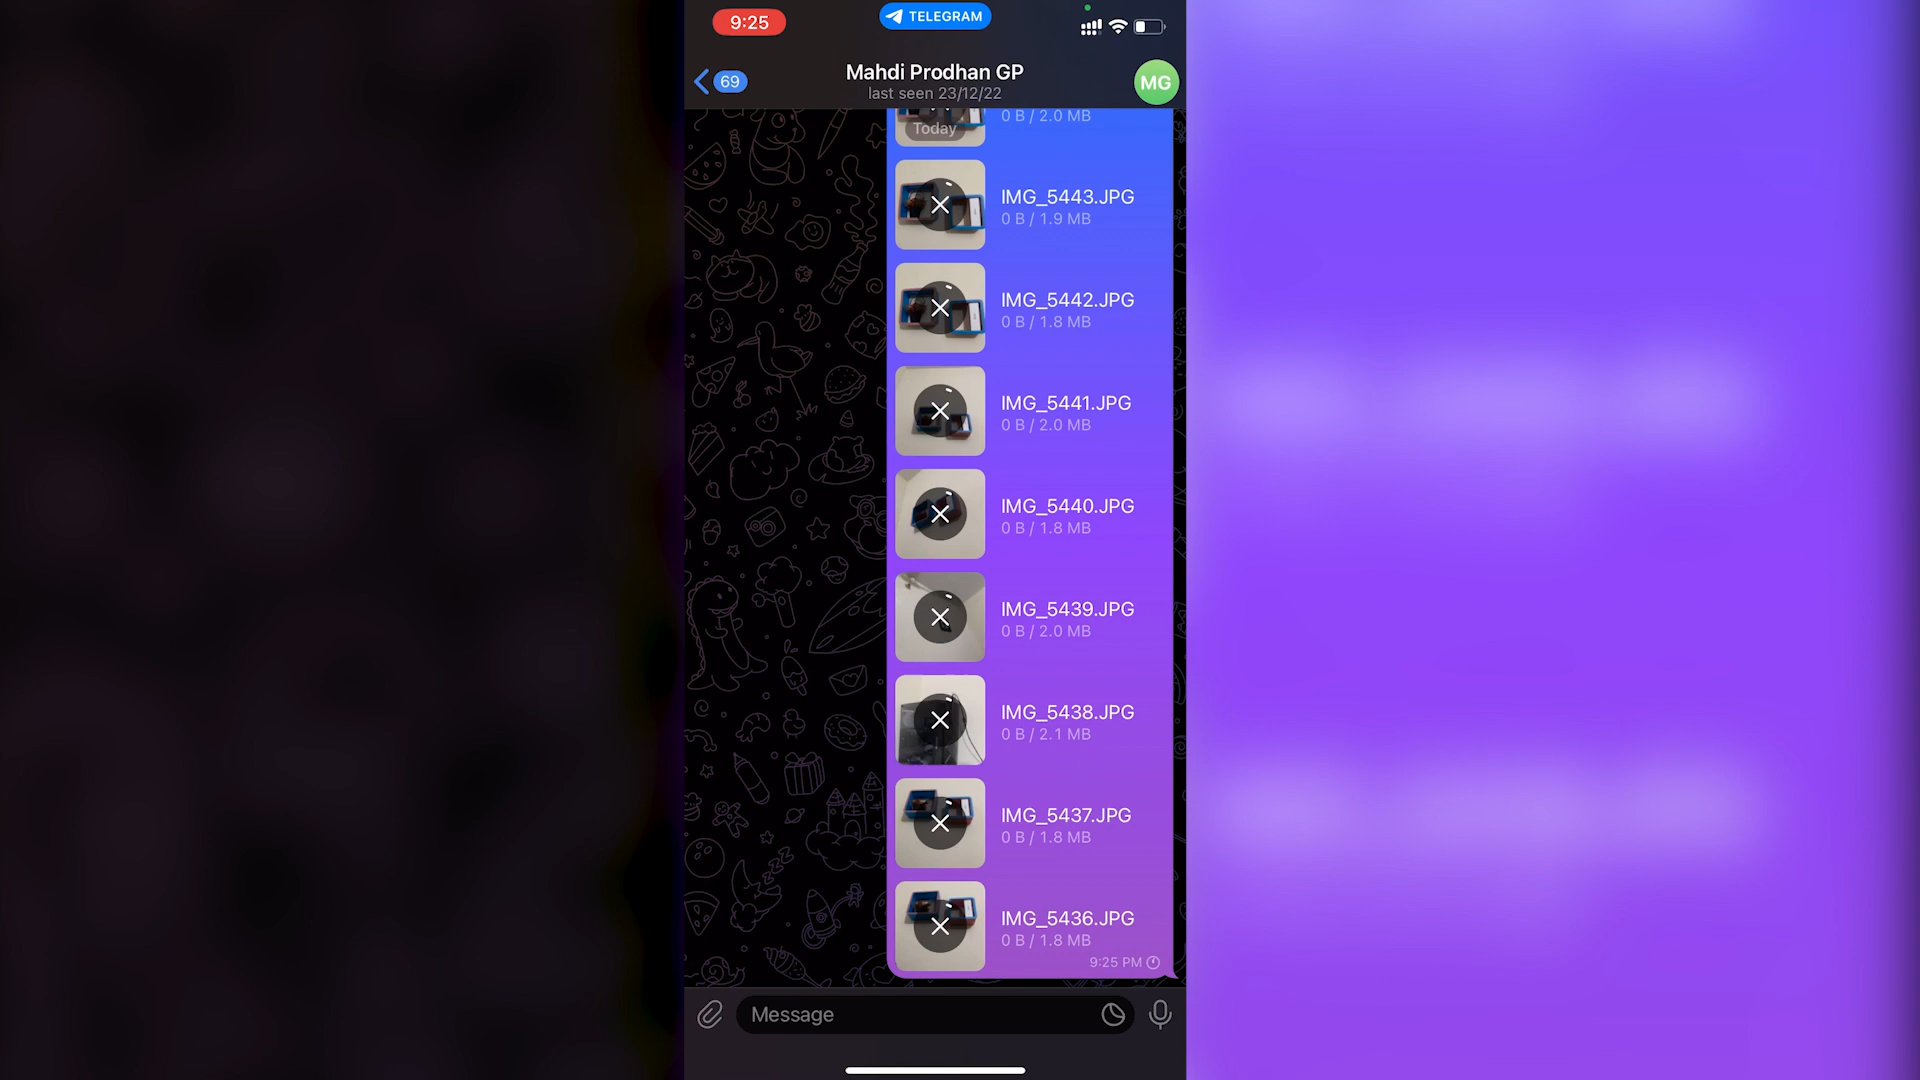 9:25
TELEGRAM
69
Mahdi Prodhan GP
last seen 23/12/22
MG
0 B / 2.0 MB
Today
IMG_5443.JPG
0 B / 1.9 MB
IMG_5442.JPG
0 B / 1.8 MB
IMG_5441.JPG
0 B / 2.0 MB
IMG_5440.JPG
0 B / 1.8 MB
IMG_5439.JPG
0 B / 2.0 MB
IMG_5438.JPG
0 B / 2.1 MB
IMG_5437.JPG
0 B / 1.8 MB
IMG_5436.JPG
0 B / 1.8 MB
9:25 PM
Message